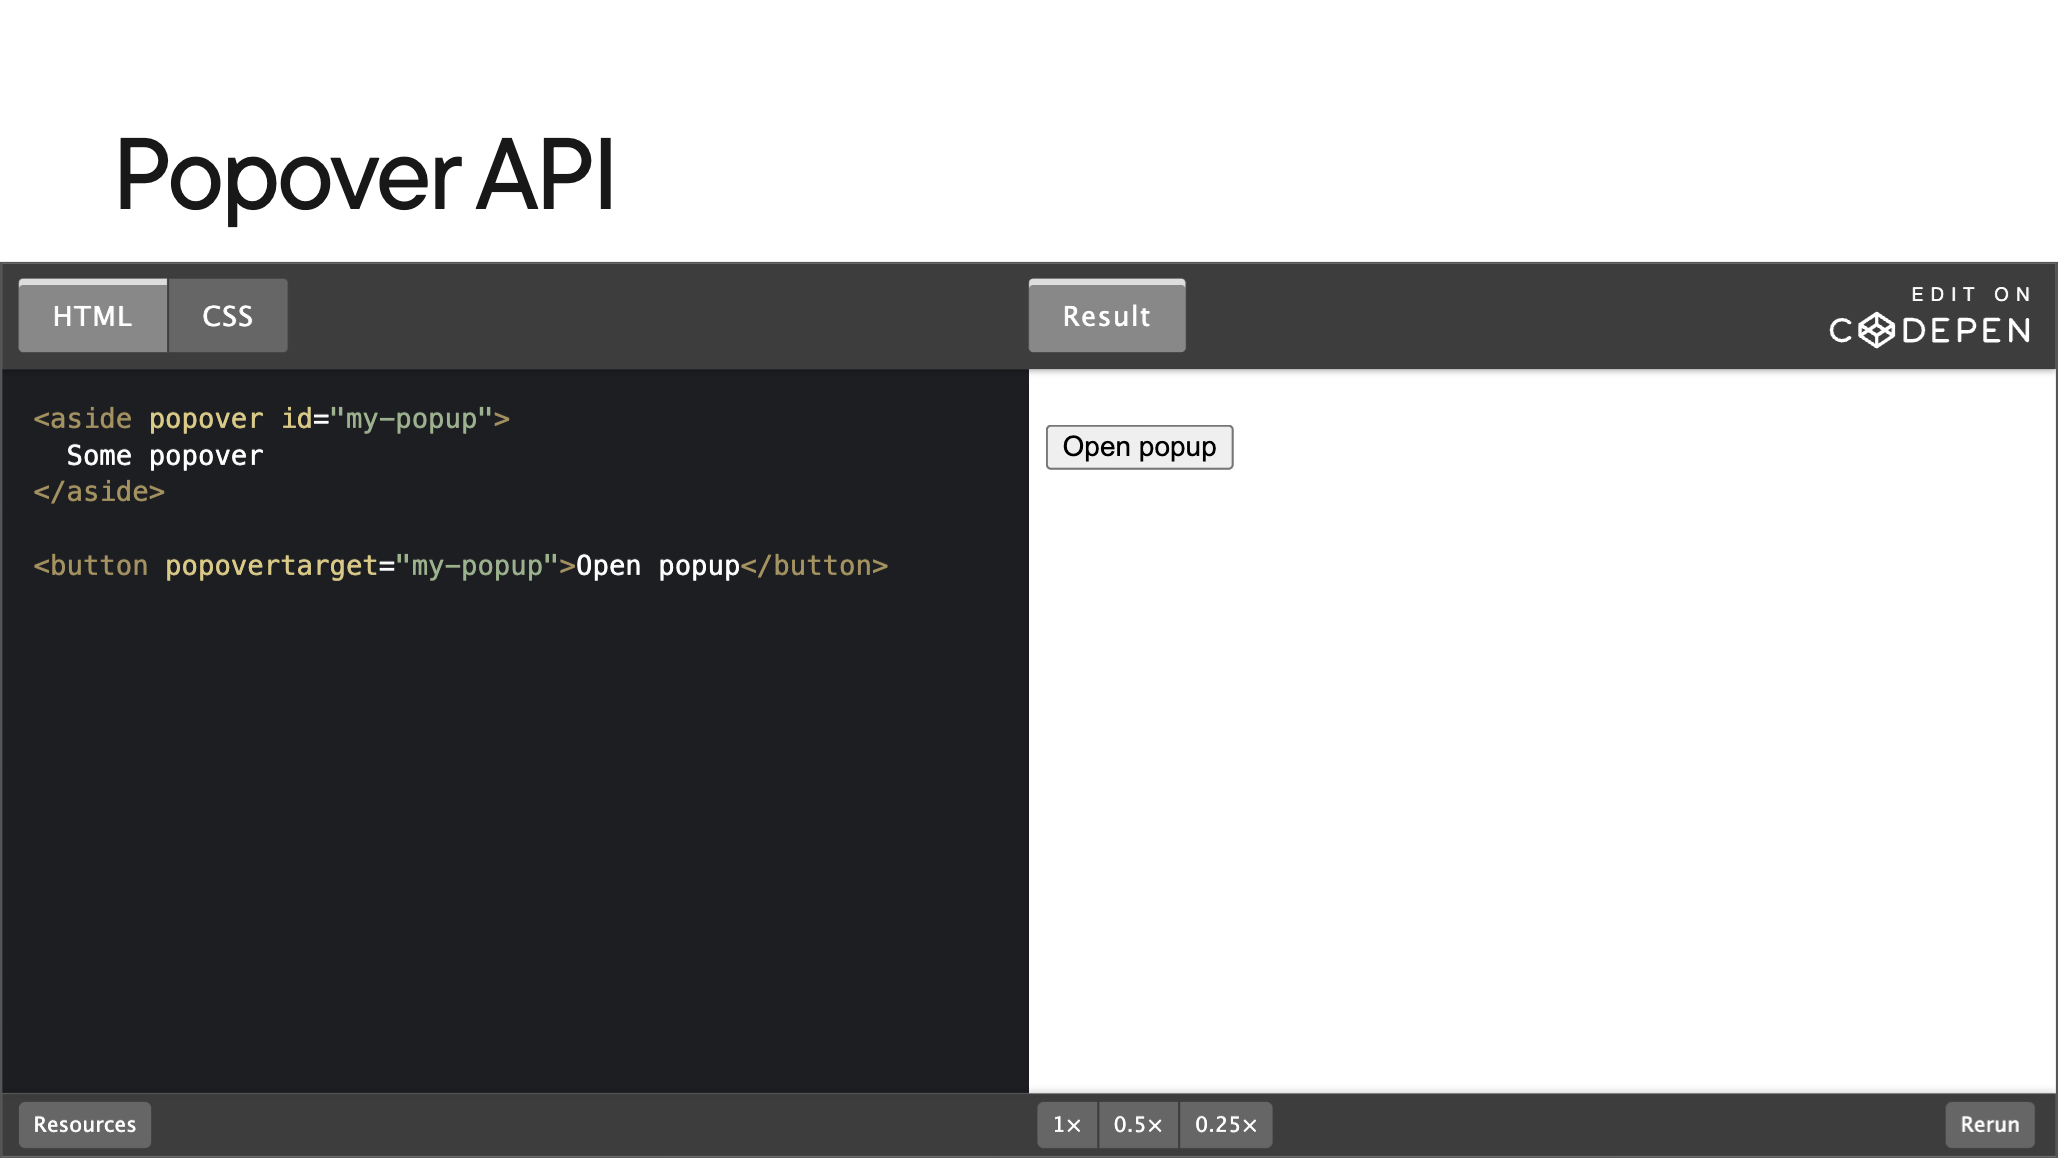 Popover API
HTML
CSS
Result
EDIT ON
CODEPEN
<aside popover id="my-popup">
  Some popover
</aside>
<button popovertarget="my-popup">Open popup</button>
Open popup
Resources
1×
0.5×
0.25×
Rerun